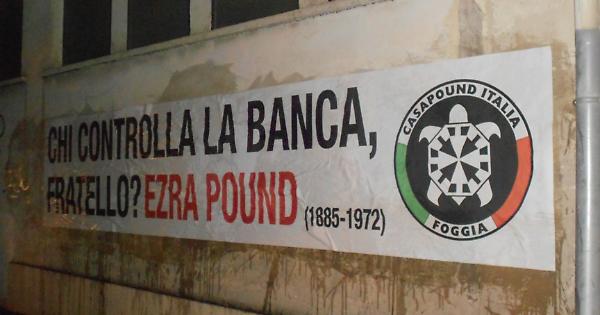 CHI CONTROLLA LA BANCA,
FRATELLO? EZRA POUND (1885-1972)
CASAPOUND ITALIA
FOGGIA